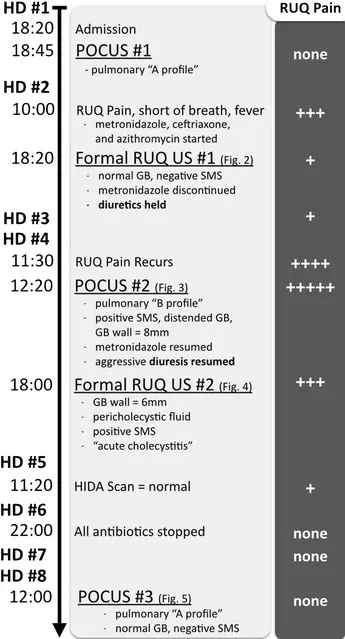 HD #1 RUQ Pain
18:20 Admission
18:45 POCUS #1 none
- pulmonary “A profile”
HD #2
10:00 RUQ Pain, short of breath, fever +++
- metronidazole, ceftriaxone,
and azithromycin started
18:20 Formal RUQ US #1 (Fig. 2) +
- normal GB, negative SMS
- metronidazole discontinued
- diuretics held
HD #3 +
HD #4
11:30 RUQ Pain Recurs ++++
12:20 POCUS #2 (Fig. 3) +++++
- pulmonary “B profile”
- positive SMS, distended GB,
GB wall = 8mm
- metronidazole resumed
- aggressive diuresis resumed
18:00 Formal RUQ US #2 (Fig. 4) +++
- GB wall = 6mm
- pericholecystic fluid
- positive SMS
- “acute cholecystitis”
HD #5
11:20 HIDA Scan = normal +
HD #6
22:00 All antibiotics stopped none
HD #7 none
HD #8
12:00 POCUS #3 (Fig. 5) none
- pulmonary “A profile”
- normal GB, negative SMS